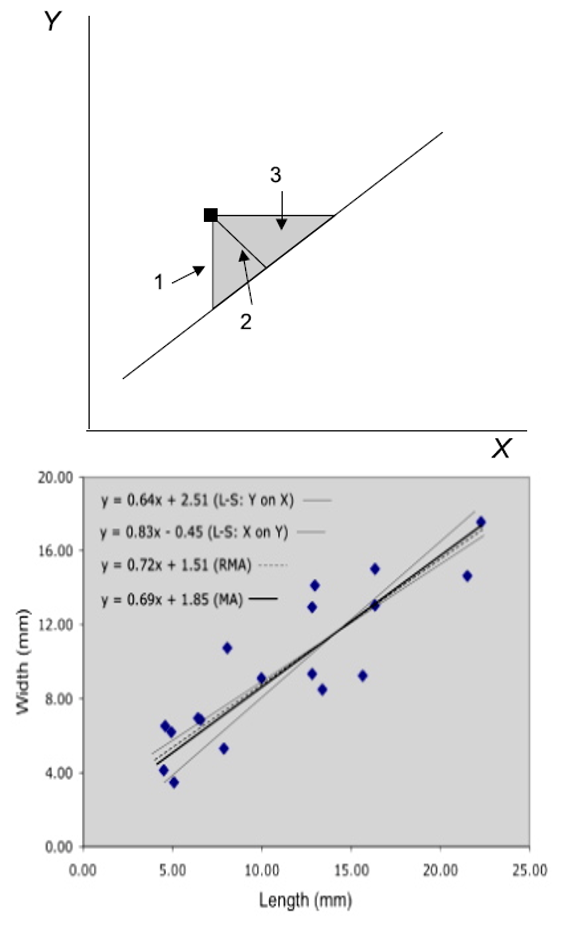 Y
3
1
2
X
20.00
y = 0.64x + 2.51 (L-S: Y on X)
y = 0.83x - 0.45 (L-S: X on Y)
16.00
y = 0.72x + 1.51 (RMA)
y = 0.69x + 1.85 (MA)
12.00
Width (mm)
8.00
4.00
0.00
0.00 5.00 10.00 15.00 20.00 25.00
Length (mm)